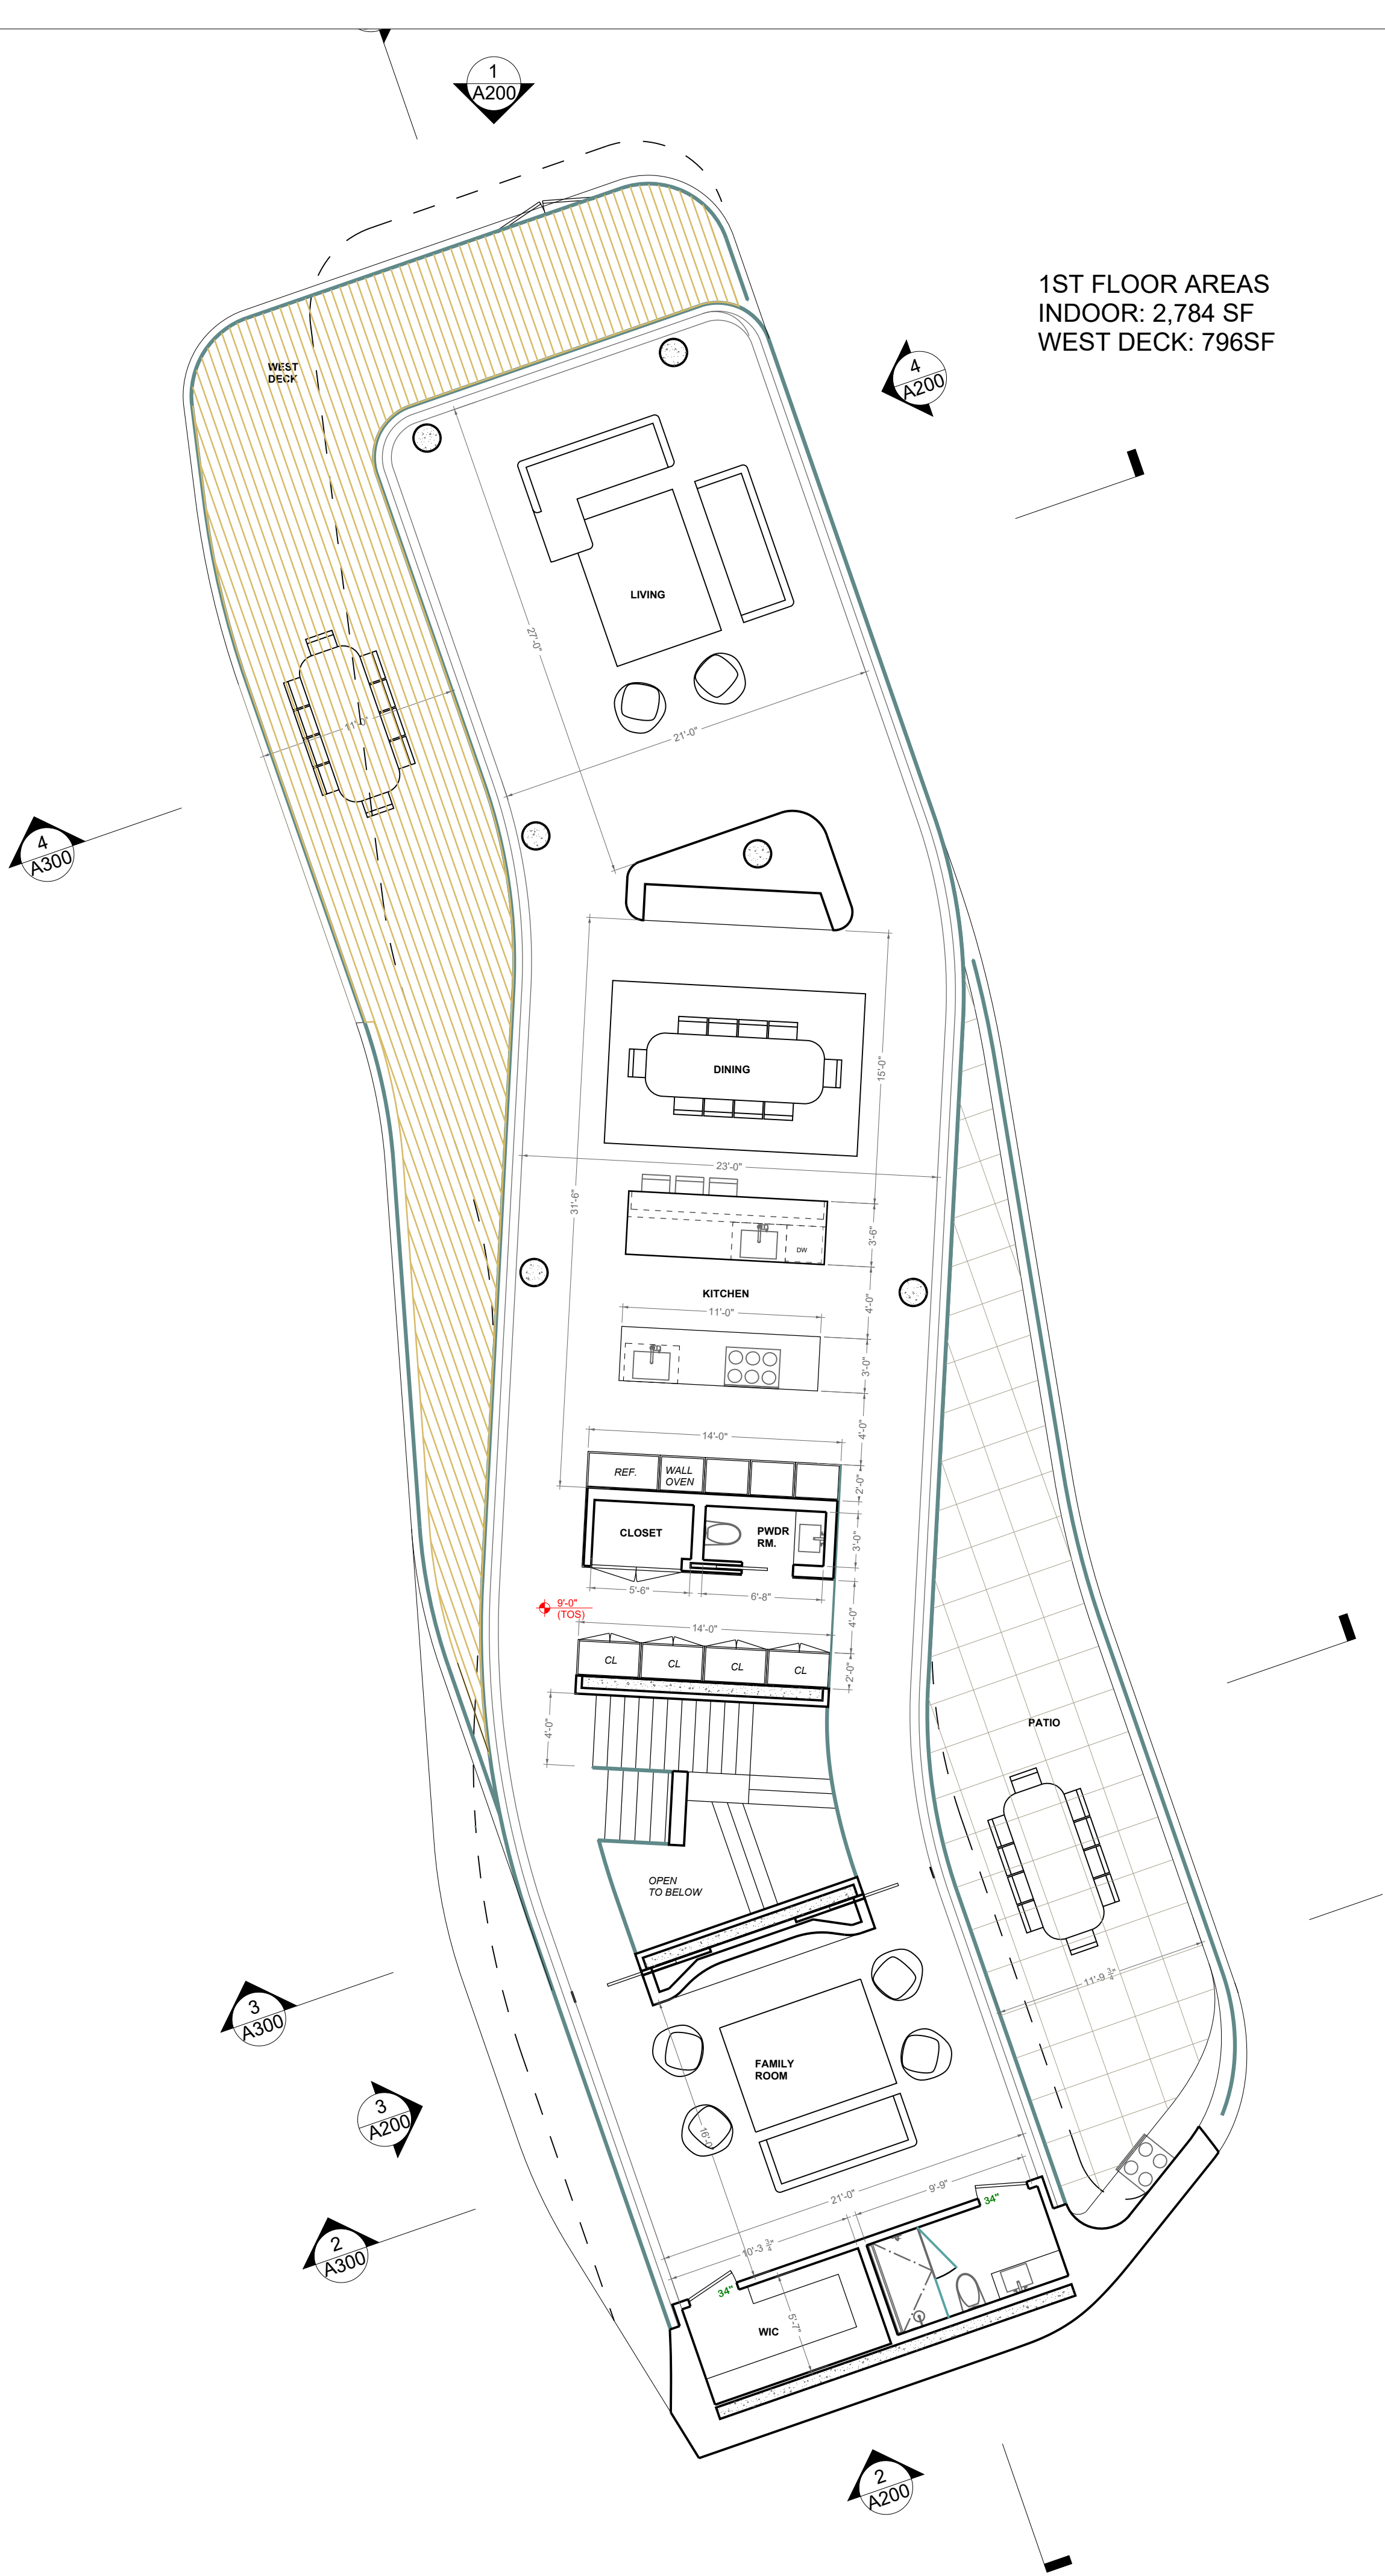 1
A200
1ST FLOOR AREAS
INDOOR: 2,784 SF
WEST DECK: 796SF
4
A200
WEST
DECK
LIVING
27'-0"
11'-0"
21'-0"
4
A300
DINING
15'-0"
23'-0"
31'-6"
3'-6"
DW
KITCHEN
4'-0"
11'-0"
3'-0"
4'-0"
14'-0"
REF.
WALL
OVEN
2'-0"
CLOSET
PWDR
RM.
3'-0"
5'-6"
6'-8"
9'-0"
(TOS)
4'-0"
14'-0"
CL
CL
CL
CL
2'-0"
4'-0"
PATIO
OPEN
TO BELOW
11'-9 3/4"
3
A300
FAMILY
ROOM
3
A200
16'-0"
9'-9"
21'-0"
34"
2
A300
10'-3 3/4"
34"
5'-7"
WIC
2
A200